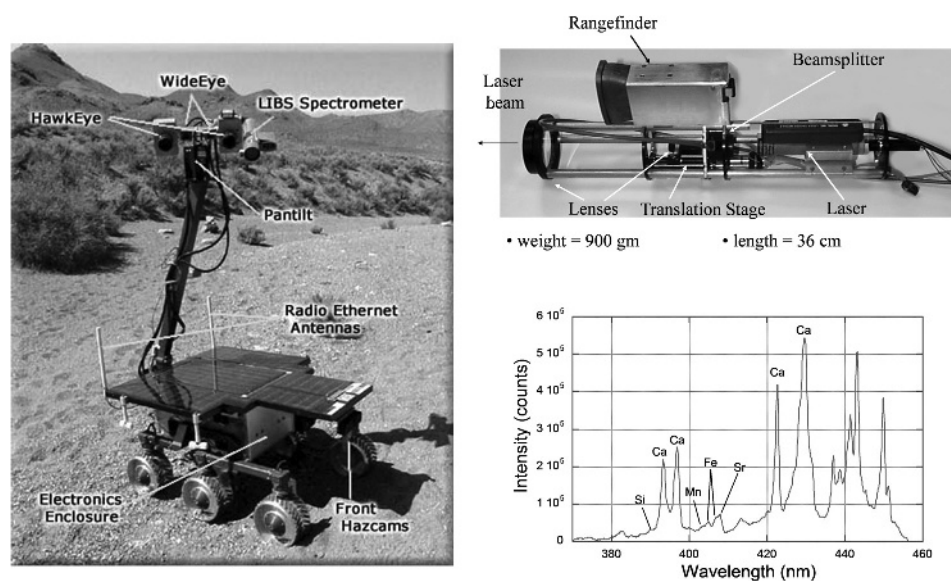 WideEye
LIBS Spectrometer
HawkEye
Pantilt
Radio Ethernet
Antennas
Electronics
Enclosure
Front
Hazcams
Rangefinder
Beamsplitter
Laser
beam
Lenses
Translation Stage
Laser
• weight = 900 gm
• length = 36 cm
6 10⁵
5 10⁵
4 10⁵
3 10⁵
2 10⁵
1 10⁵
0
Intensity (counts)
Ca
Ca
Ca
Ca
Si
Mn
Fe
Sr
380
400
420
440
460
Wavelength (nm)